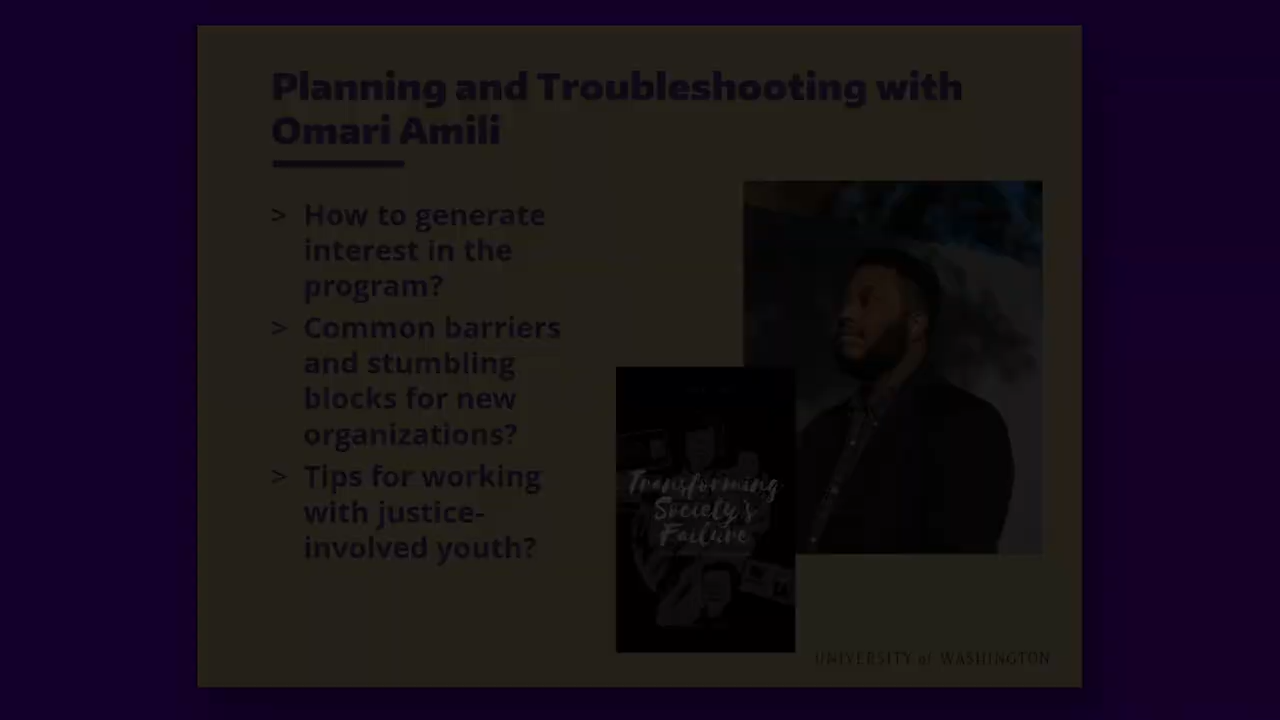 Planning and Troubleshooting with
Omari Amili
> How to generate
interest in the
program?
> Common barriers
and stumbling
blocks for new
organizations?
> Tips for working
with justice-
involved youth?
Transforming
Society's
Failure
UNIVERSITY of WASHINGTON